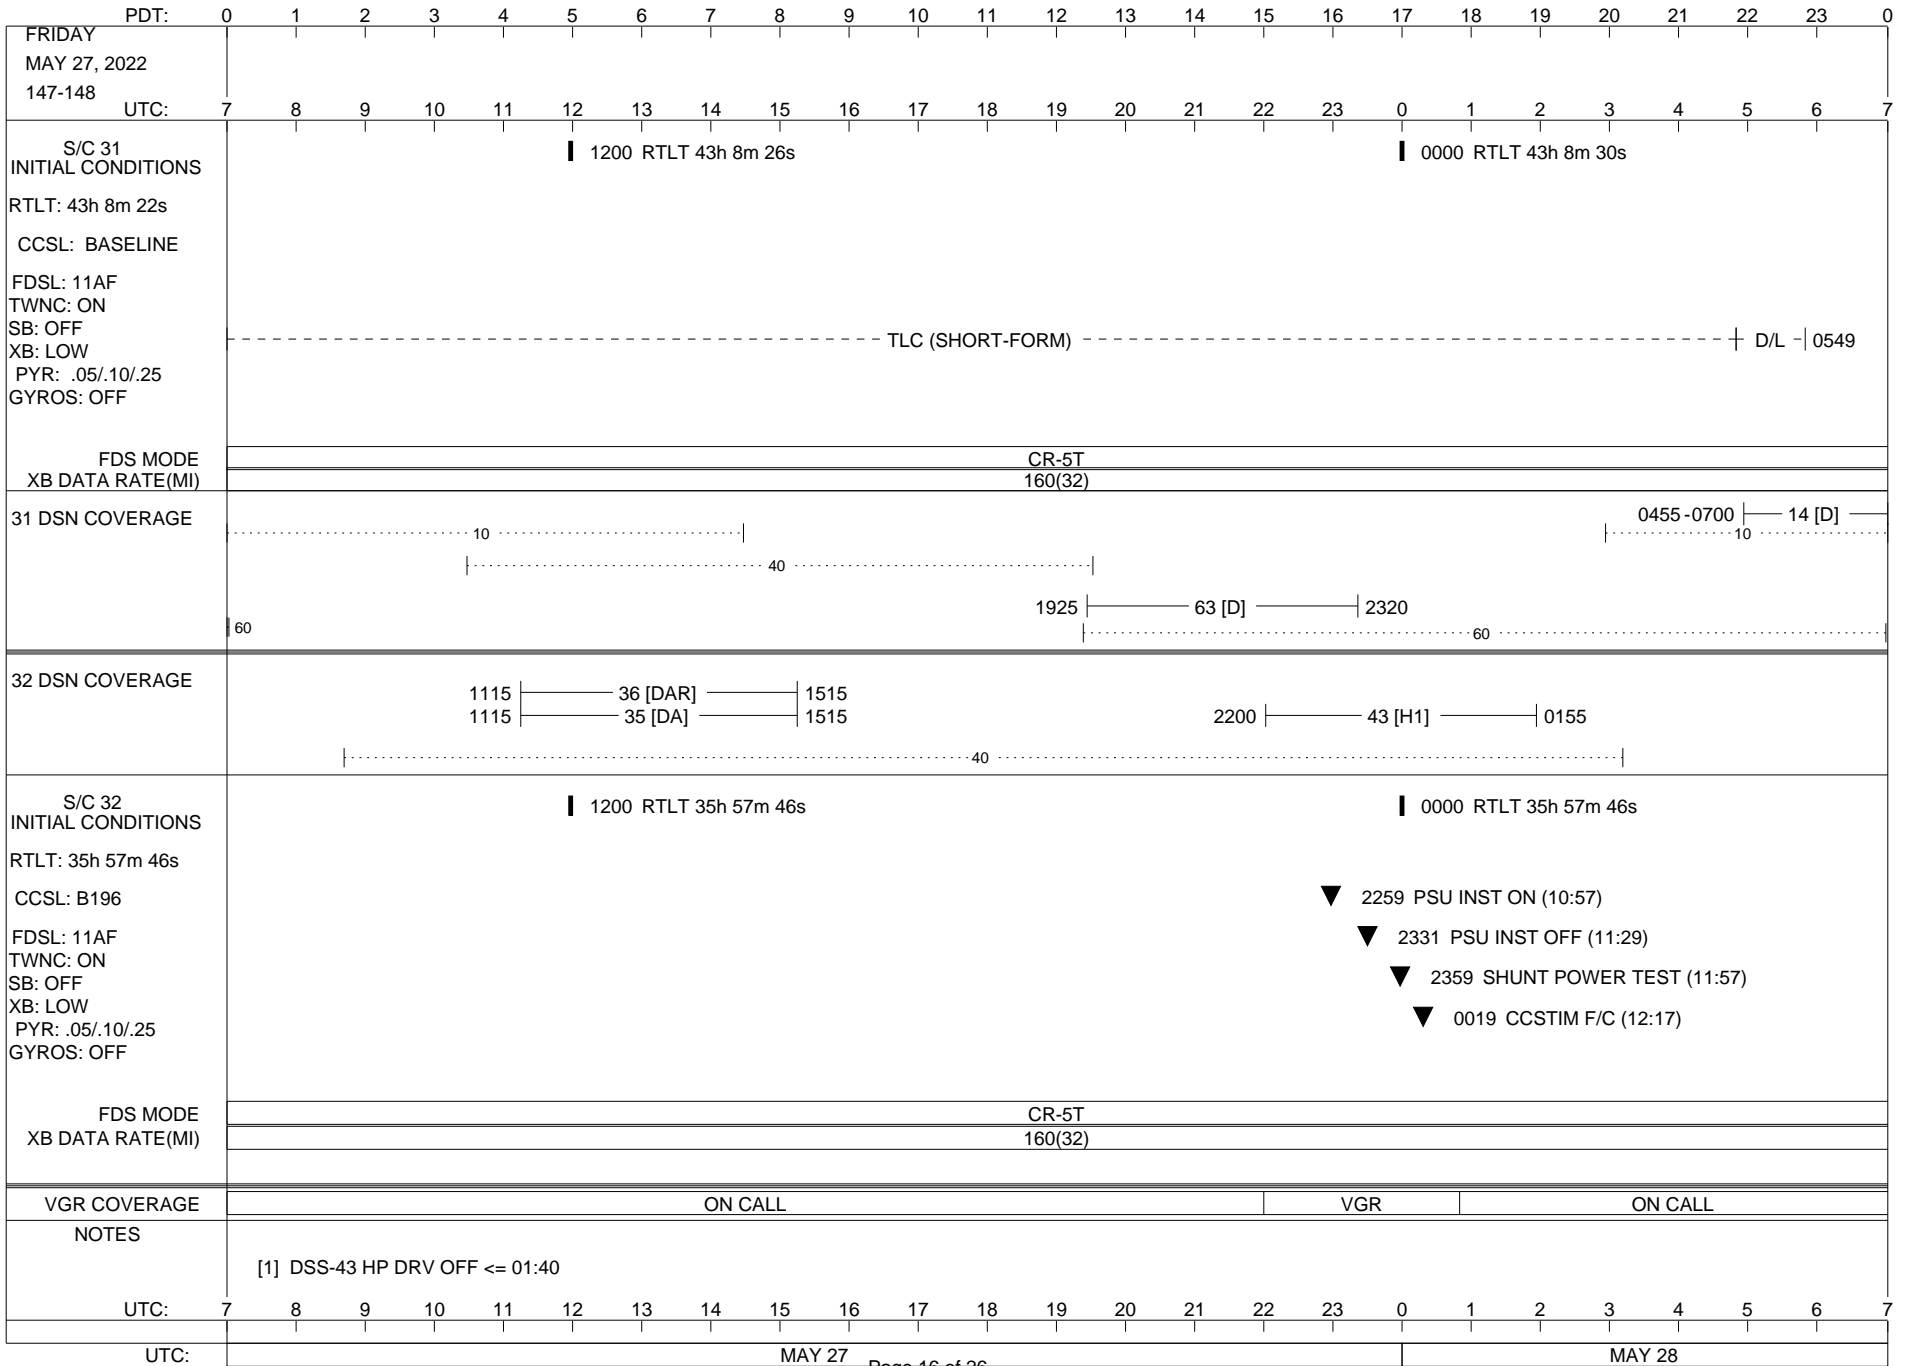 PDT: 0 1 2 3 4 5 6 7 8 9 10 11 12 13 14 15 16 17 18 19 20 21 22 23 0
FRIDAY
MAY 27, 2022
147-148
UTC: 7 8 9 10 11 12 13 14 15 16 17 18 19 20 21 22 23 0 1 2 3 4 5 6 7
S/C 31
INITIAL CONDITIONS
1200 RTLT 43h 8m 26s
0000 RTLT 43h 8m 30s
RTLT: 43h 8m 22s
CCSL: BASELINE
FDSL: 11AF
TWNC: ON
SB: OFF
XB: LOW
PYR: .05/.10/.25
GYROS: OFF
TLC (SHORT-FORM) D/L 0549
FDS MODE CR-5T
XB DATA RATE(MI) 160(32)
31 DSN COVERAGE
0455-0700 14 [D]
10 10
40
1925 63 [D] 2320
60 60
32 DSN COVERAGE
1115 36 [DAR] 1515
1115 35 [DA] 1515
2200 43 [H1] 0155
40
S/C 32
INITIAL CONDITIONS
1200 RTLT 35h 57m 46s
0000 RTLT 35h 57m 46s
RTLT: 35h 57m 46s
CCSL: B196
FDSL: 11AF
TWNC: ON
SB: OFF
XB: LOW
PYR: .05/.10/.25
GYROS: OFF
2259 PSU INST ON (10:57)
2331 PSU INST OFF (11:29)
2359 SHUNT POWER TEST (11:57)
0019 CCSTIM F/C (12:17)
FDS MODE CR-5T
XB DATA RATE(MI) 160(32)
VGR COVERAGE ON CALL VGR ON CALL
NOTES
[1] DSS-43 HP DRV OFF <= 01:40
UTC: 7 8 9 10 11 12 13 14 15 16 17 18 19 20 21 22 23 0 1 2 3 4 5 6 7
UTC: MAY 27 MAY 28
Page 16 of 26